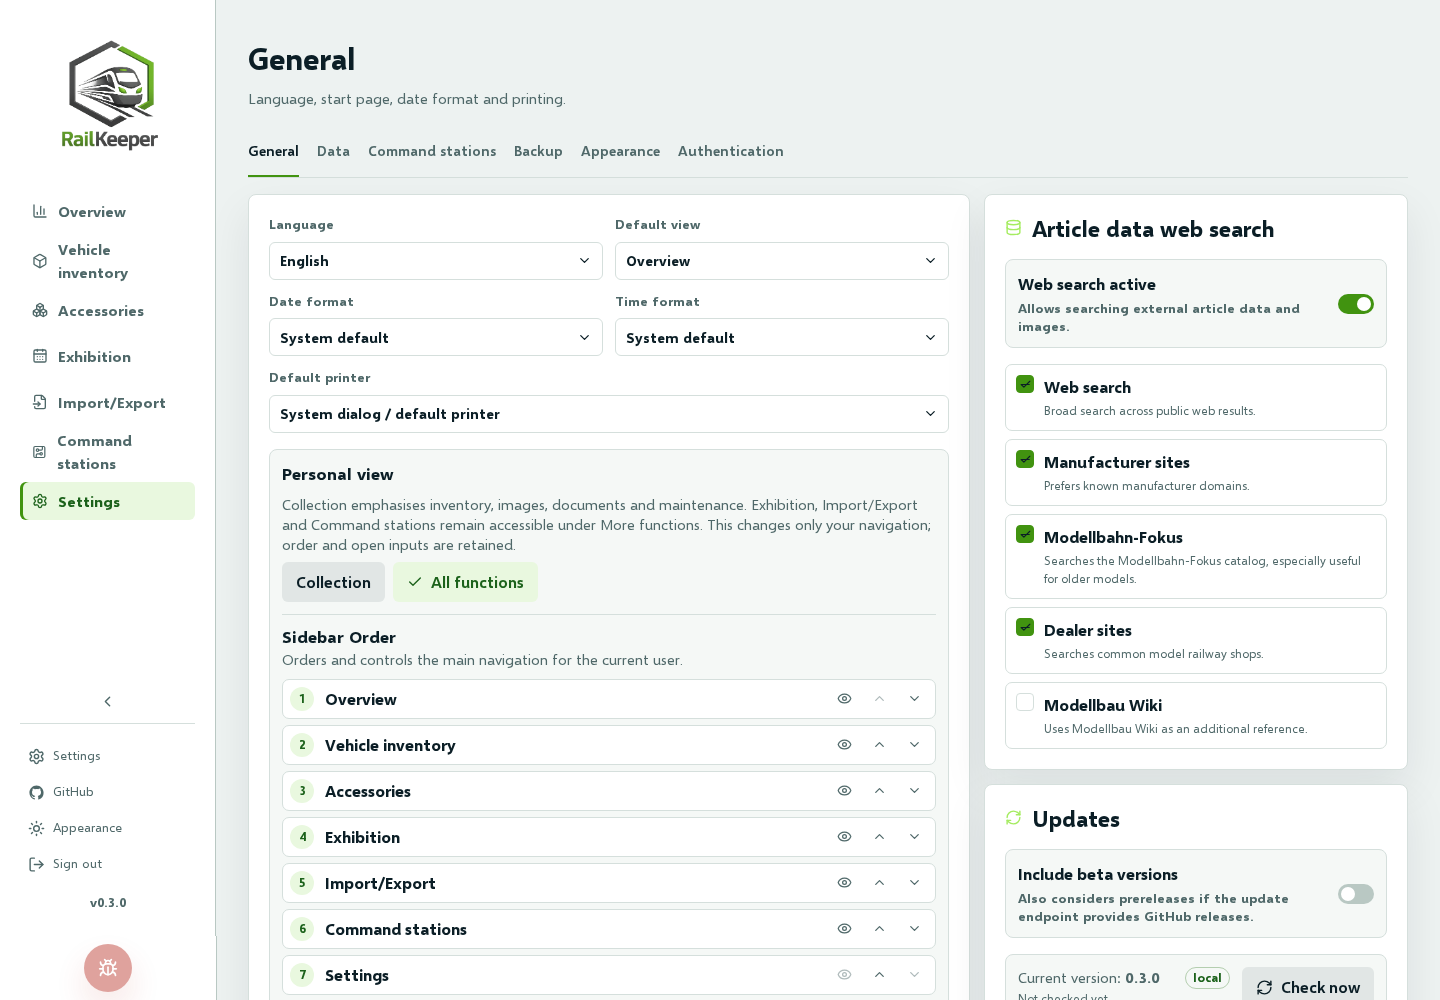 RailKeeper
Overview
Vehicle
inventory
Accessories
Exhibition
Import/Export
Command
stations
Settings
Settings
GitHub
Appearance
Sign out
v0.3.0
General
Language, start page, date format and printing.
General Data Command stations Backup Appearance Authentication
Language Default view
English Overview
Date format Time format
System default System default
Default printer
System dialog / default printer
Personal view
Collection emphasises inventory, images, documents and maintenance. Exhibition, Import/Export
and Command stations remain accessible under More functions. This changes only your navigation;
order and open inputs are retained.
Collection All functions
Sidebar Order
Orders and controls the main navigation for the current user.
1 Overview
2 Vehicle inventory
3 Accessories
4 Exhibition
5 Import/Export
6 Command stations
7 Settings
Article data web search
Web search active
Allows searching external article data and
images.
Web search
Broad search across public web results.
Manufacturer sites
Prefers known manufacturer domains.
Modellbahn-Fokus
Searches the Modellbahn-Fokus catalog, especially useful
for older models.
Dealer sites
Searches common model railway shops.
Modellbau Wiki
Uses Modellbau Wiki as an additional reference.
Updates
Include beta versions
Also considers prereleases if the update
endpoint provides GitHub releases.
Current version: 0.3.0 local Check now
Not checked yet